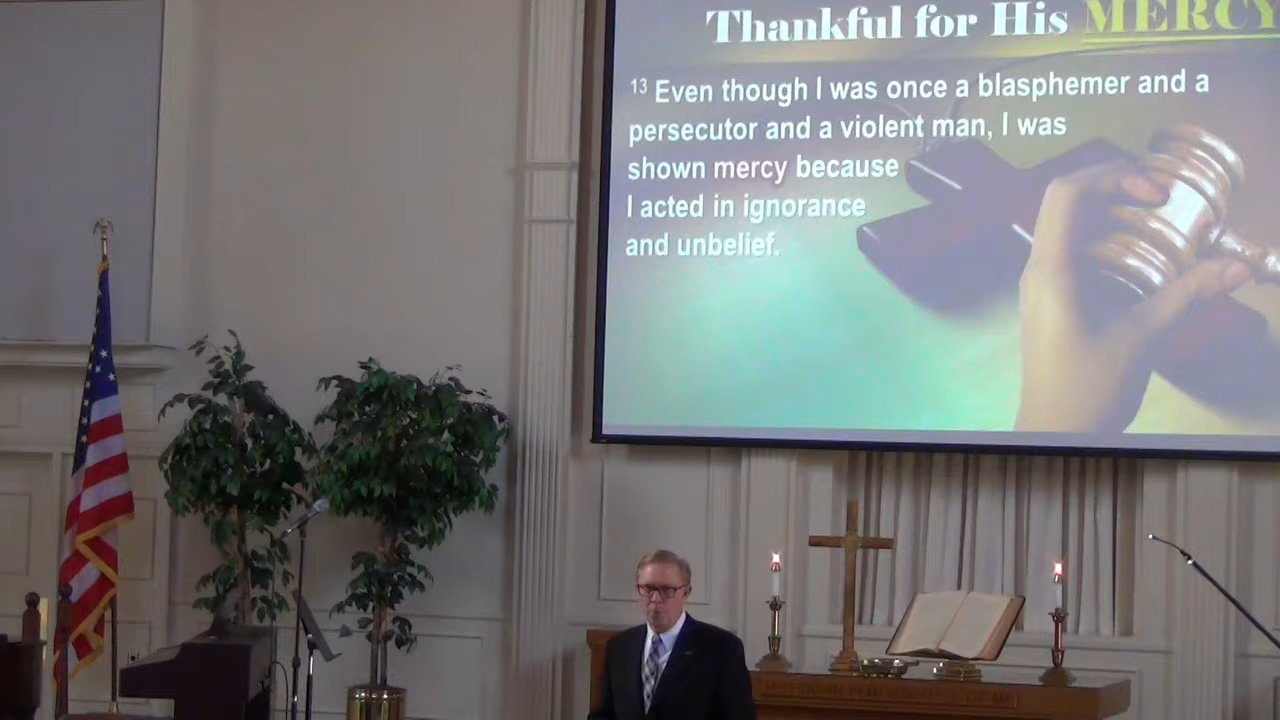 Thankful for His MERCY
13 Even though I was once a blasphemer and a
persecutor and a violent man, I was
shown mercy because
I acted in ignorance
and unbelief.